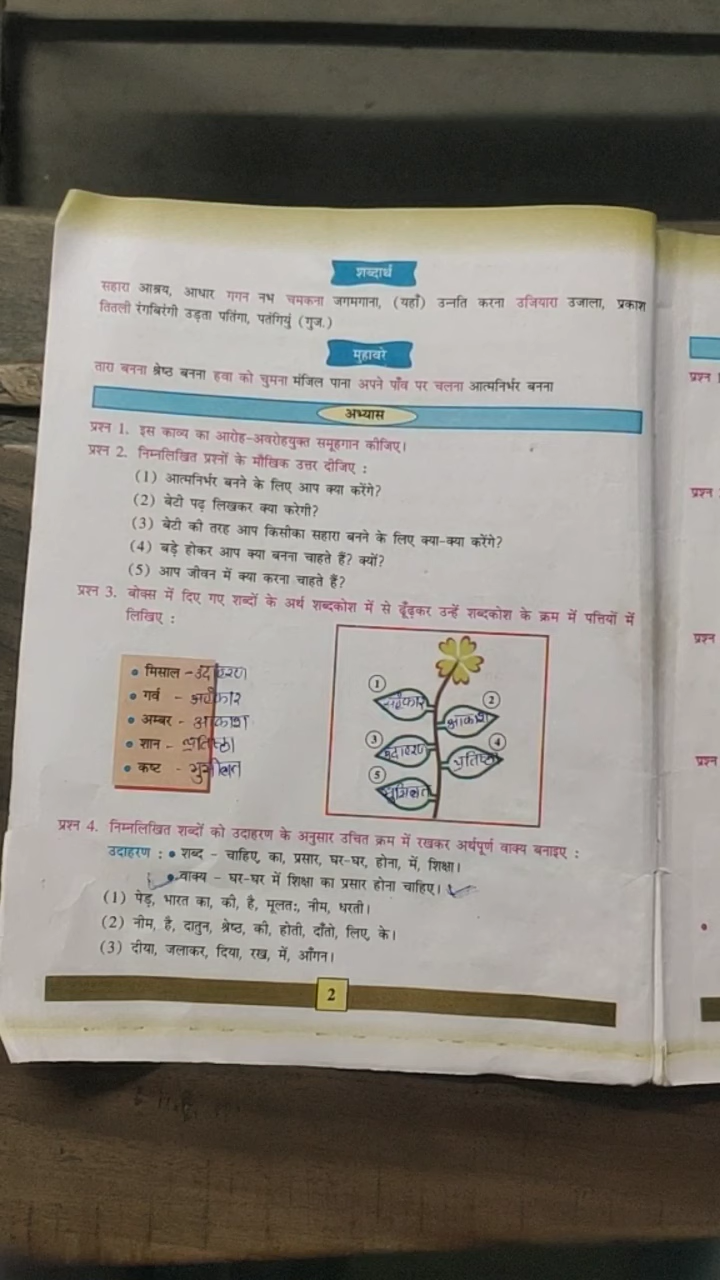 शब्दार्थ
सहारा आश्रय, आधार गगन नभ चमकना जगमगाना, (यहाँ) उन्नति करना उजियारा उजाला, प्रकाश
तितली रंगबिरंगी उड़ता पतिंगा, पतंगियुं (गुज.)
मुहावरे
तारा बनना श्रेष्ठ बनना हवा को चुमना मंजिल पाना अपने पाँव पर चलना आत्मनिर्भर बनना
अभ्यास
प्रश्न 1. इस काव्य का आरोह-अवरोहयुक्त समूहगान कीजिए।
प्रश्न 2. निम्नलिखित प्रश्नों के मौखिक उत्तर दीजिए :
(1) आत्मनिर्भर बनने के लिए आप क्या करेंगे?
(2) बेटी पढ़ लिखकर क्या करेगी?
(3) बेटी की तरह आप किसीका सहारा बनने के लिए क्या-क्या करेंगे?
(4) बड़े होकर आप क्या बनना चाहते हैं? क्यों?
(5) आप जीवन में क्या करना चाहते हैं?
प्रश्न 3. बोक्स में दिए गए शब्दों के अर्थ शब्दकोश में से ढूँढ़कर उन्हें शब्दकोश के क्रम में पत्तियों में
लिखिए :
• मिसाल - उदाहरण
• गर्व - अहंकार
• अम्बर - आकाश
• शान - प्रतिष्ठा
• कष्ट -
1
2
आकाश
3
उदाहरण
4
प्रतिष्ठा
5
प्रश्न 4. निम्नलिखित शब्दों को उदाहरण के अनुसार उचित क्रम में रखकर अर्थपूर्ण वाक्य बनाइए :
उदाहरण : • शब्द - चाहिए, का, प्रसार, घर-घर, होना, में, शिक्षा।
• वाक्य - घर-घर में शिक्षा का प्रसार होना चाहिए।
(1) पेड़, भारत का, की, है, मूलतः, नीम, धरती।
(2) नीम, है, दातुन, श्रेष्ठ, की, होती, दाँतो, लिए, के।
(3) दीया, जलाकर, दिया, रख, में, आँगन।
2
प्रश्न
प्रश्न
प्रश्न
प्रश्न